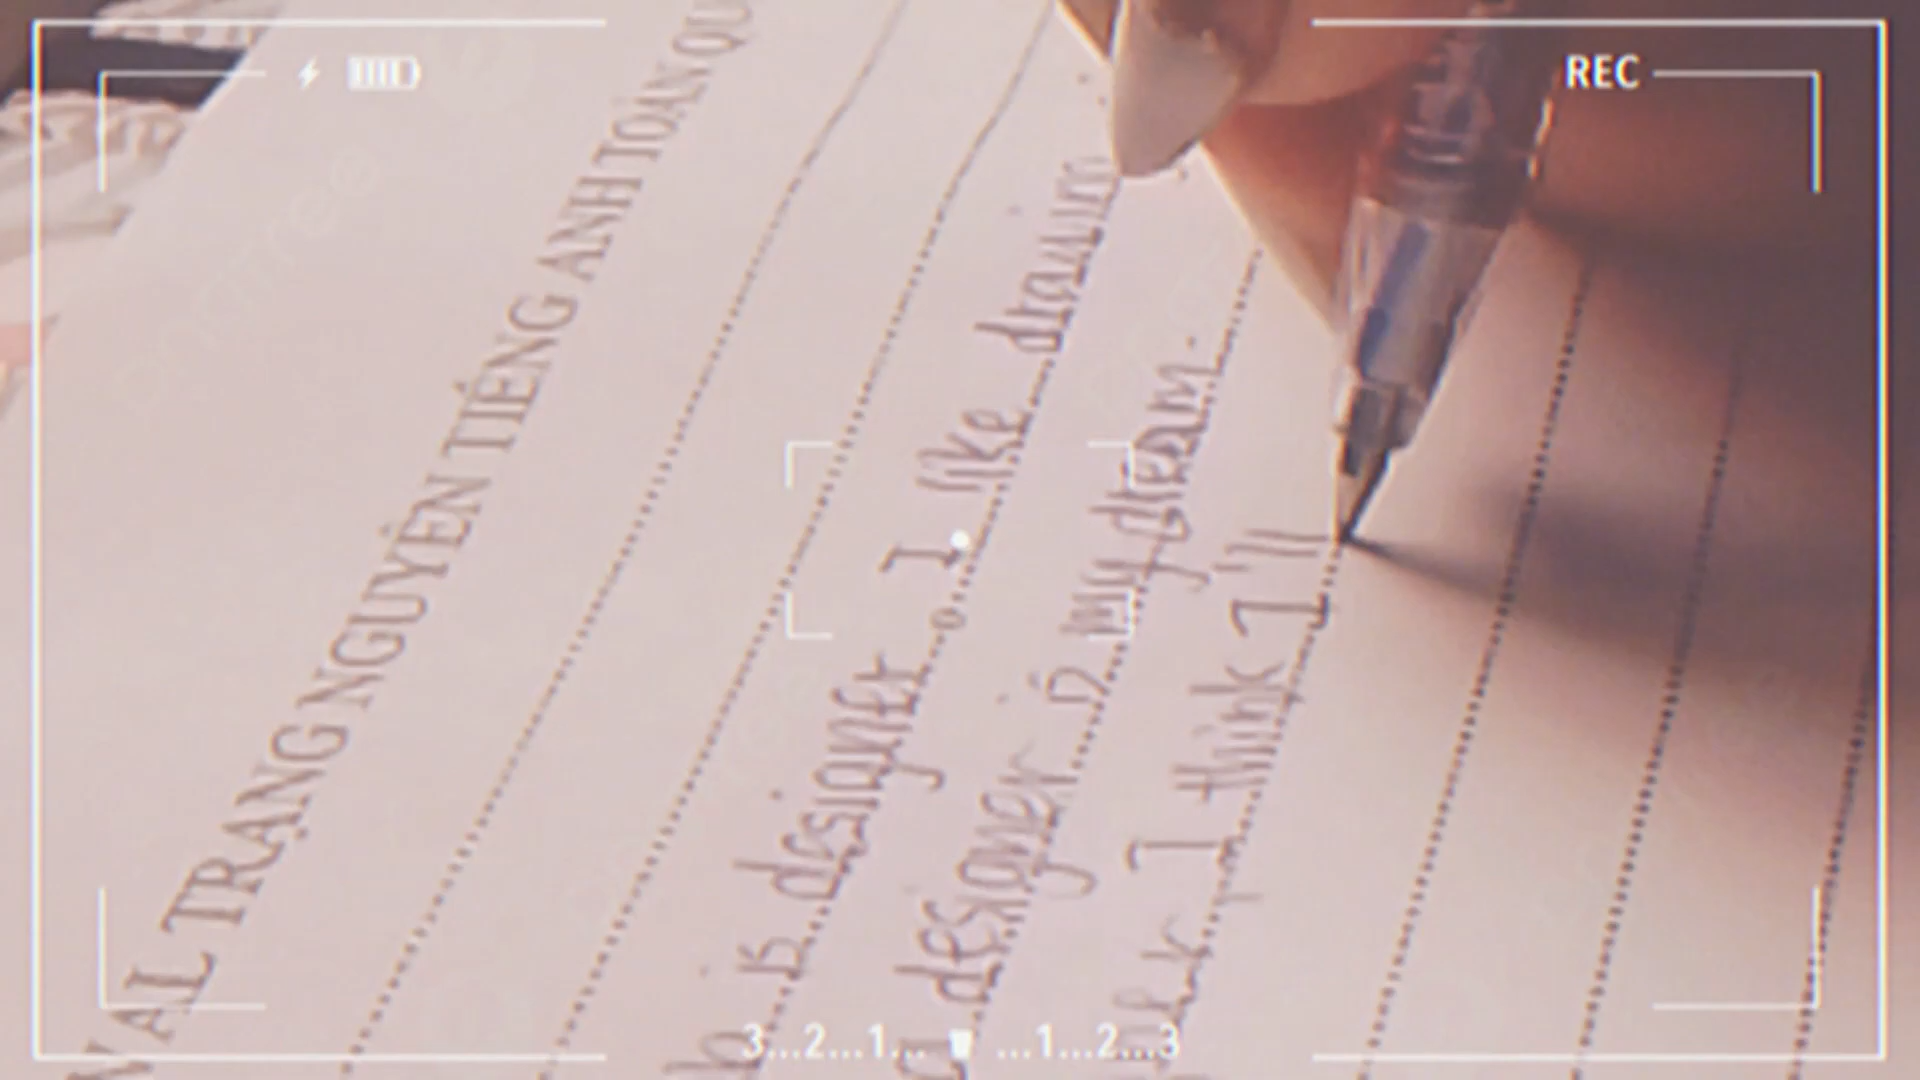 REC
NAL TRẠNG NGUYÊN TIẾNG ANH TOÀN QU
b is designer. I like drawin
a designer is my dream.
I think I'll
3...2...1... ...1...2...3